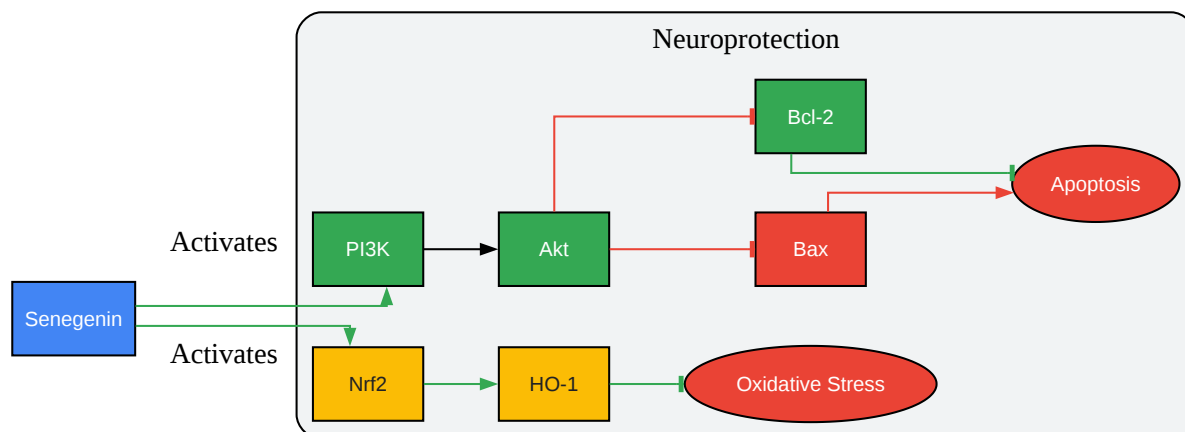 Neuroprotection
Bcl-2
Apoptosis
Activates
PI3K
Akt
Bax
Senegenin
Activates
Nrf2
HO-1
Oxidative Stress